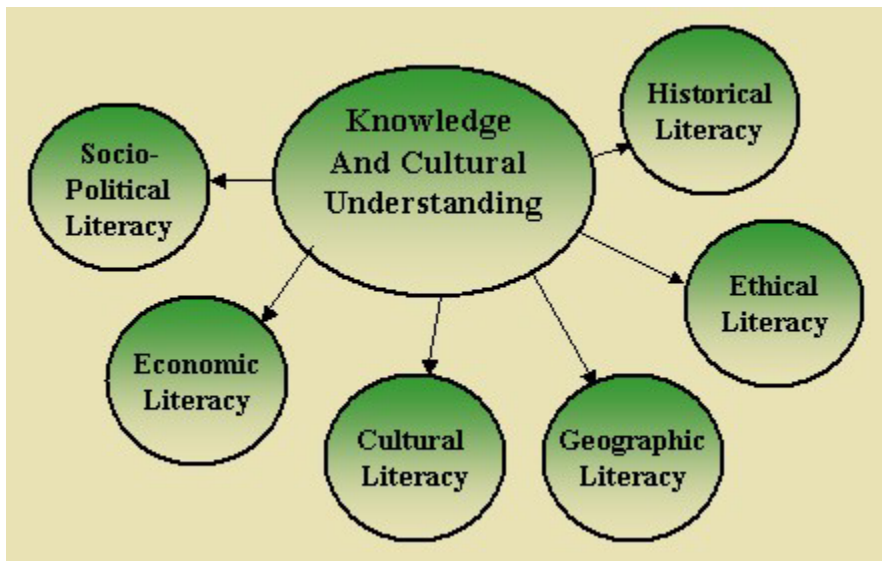 Knowledge
And Cultural
Understanding
Historical
Literacy
Socio-
Political
Literacy
Ethical
Literacy
Economic
Literacy
Cultural
Literacy
Geographic
Literacy